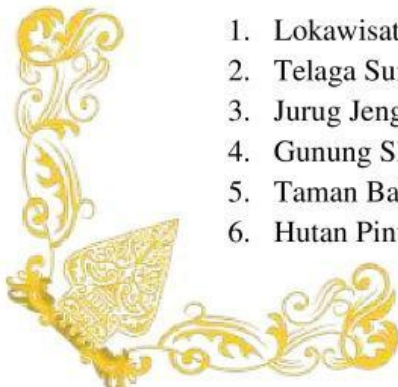 1. Lokawisat
2. Telaga Su
3. Jurug Jeng
4. Gunung S
5. Taman Ba
6. Hutan Pin